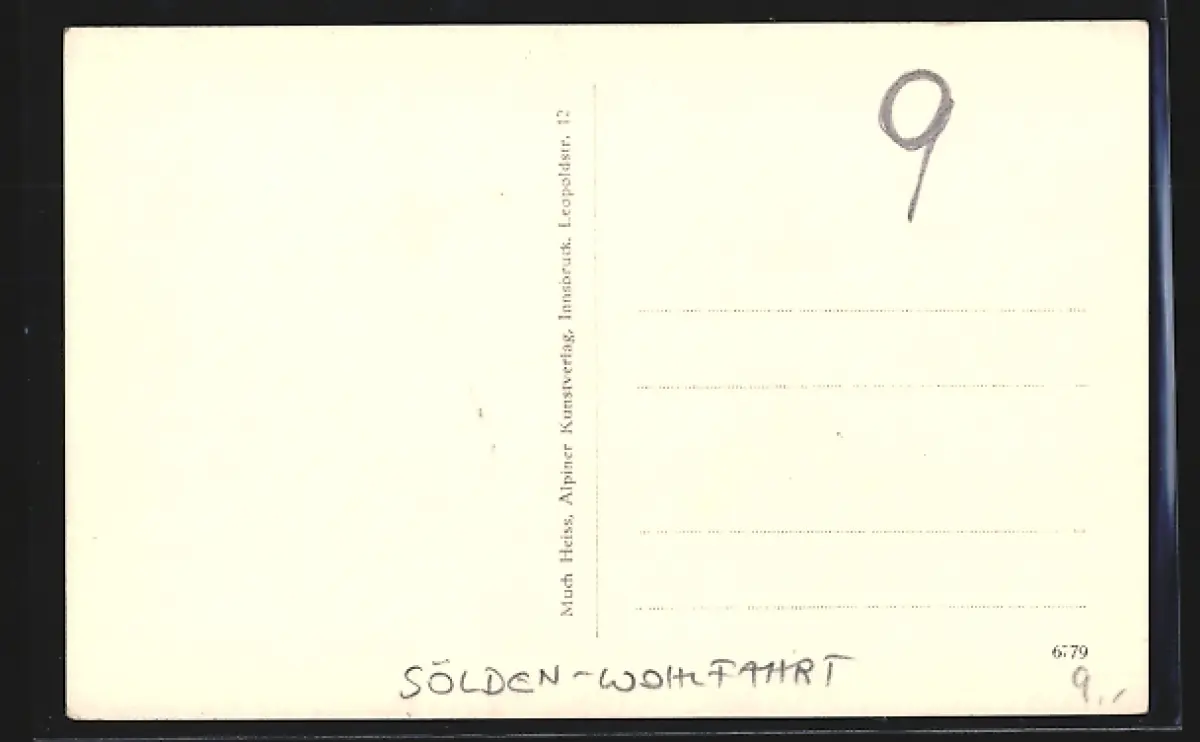 9
Much Heiss, Alpiner Kunstverlag, Innsbruck, Leopoldstr. 12
6779
9.,-
SÖLDEN-WOHLFAHRT